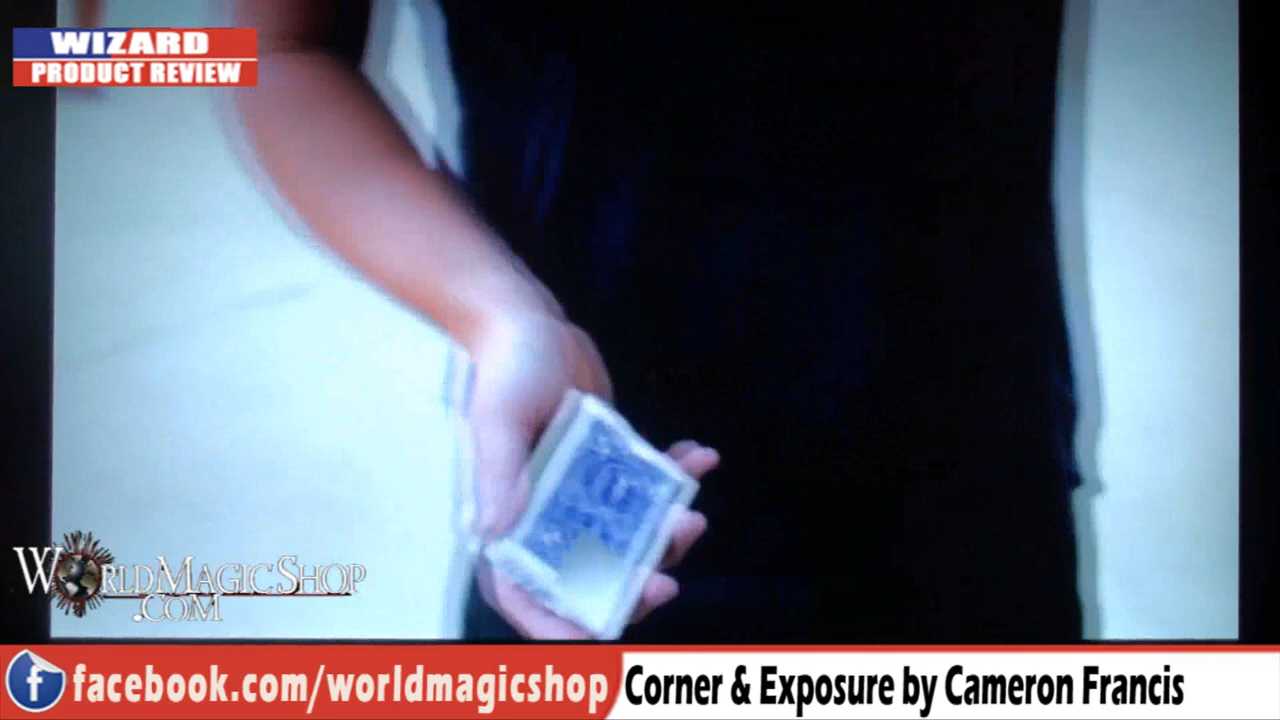 WIZARD
PRODUCT REVIEW
WORLDMAGICSHOP
.COM
facebook.com/worldmagicshop
Corner & Exposure by Cameron Francis